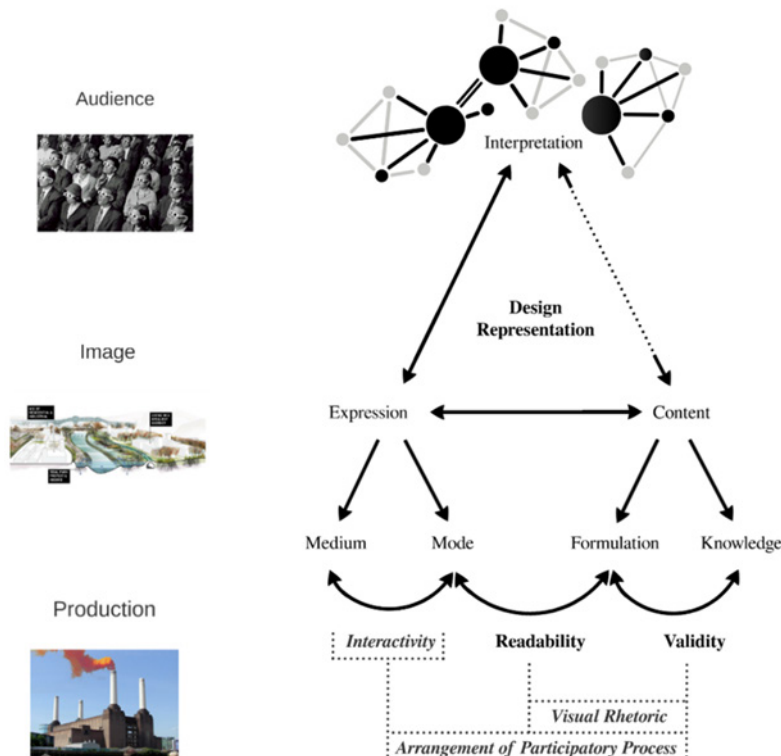 Audience
Interpretation
Design
Representation
Image
Expression
Content
Medium
Mode
Formulation
Knowledge
Production
Interactivity
Readability
Validity
Visual Rhetoric
Arrangement of Participatory Process